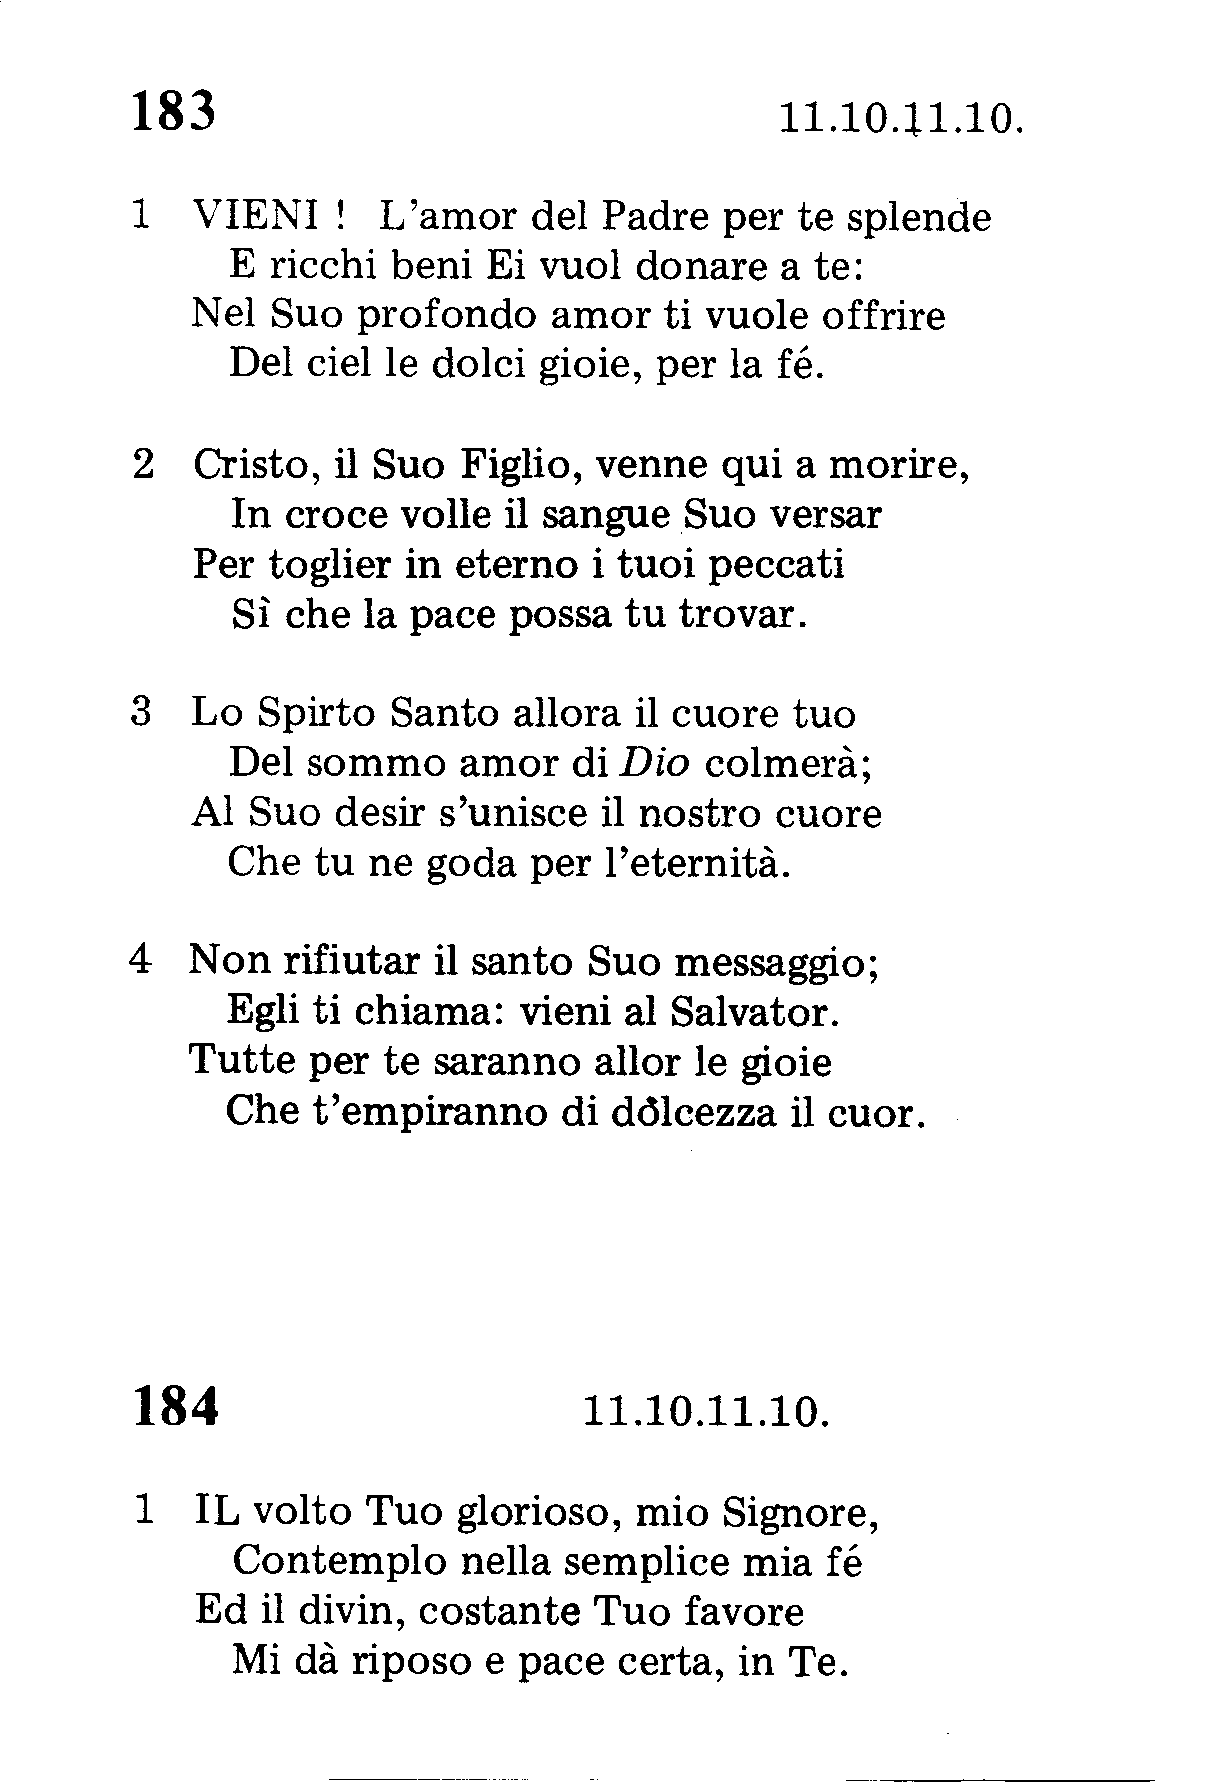 183 11.10.11.10.
1 VIENI ! L’amor del Padre per te splende
E ricchi beni Ei vuol donare a te:
Nel Suo profondo amor ti vuole offrire
Del ciel le dolci gioie, per la fé.
2 Cristo, il Suo Figlio, venne qui a morire,
In croce volle il sangue Suo versar
Per toglier in eterno i tuoi peccati
Sì che la pace possa tu trovar.
3 Lo Spirto Santo allora il cuore tuo
Del sommo amor di Dio colmerà;
Al Suo desir s’unisce il nostro cuore
Che tu ne goda per l’eternità.
4 Non rifiutar il santo Suo messaggio;
Egli ti chiama: vieni al Salvator.
Tutte per te saranno allor le gioie
Che t’empiranno di dólcezza il cuor.
184 11.10.11.10.
1 IL volto Tuo glorioso, mio Signore,
Contemplo nella semplice mia fé
Ed il divin, costante Tuo favore
Mi dà riposo e pace certa, in Te.